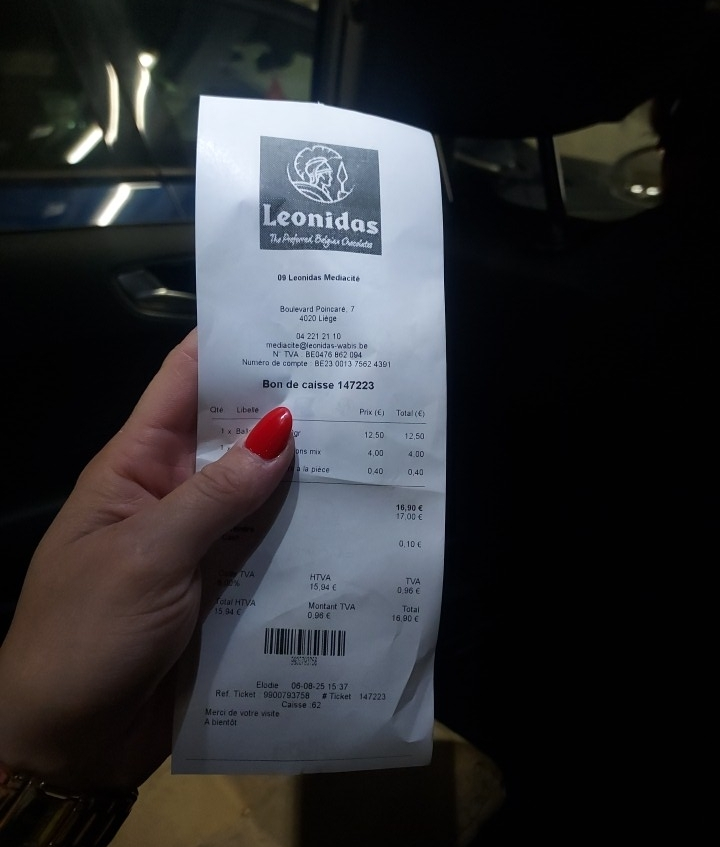 Leonidas
The Preferred Belgian Chocolates
09 Leonidas Mediacité
Boulevard Poincaré, 7
4020 Liège
04 221 21 10
mediacite@leonidas-wabis.be
N° TVA : BE0476 862 094
Numéro de compte : BE23 0013 7562 4391
Bon de caisse 147223
Qté Libelle Prix (€) Total (€)
1 x gr 12,50 12,50
mix 4,00 4,00
à la pièce 0,40 0,40
16,90 €
17,00 €
0,10 €
TVA HTVA TVA
15,94 € 0,96 €
Total HTVA Montant TVA Total
15,94 € 0,96 € 16,90 €
Elodie 06-08-25 15:37
Ref. Ticket : 9900793758 # Ticket : 147223
Caisse :62
Merci de votre visite
A bientôt